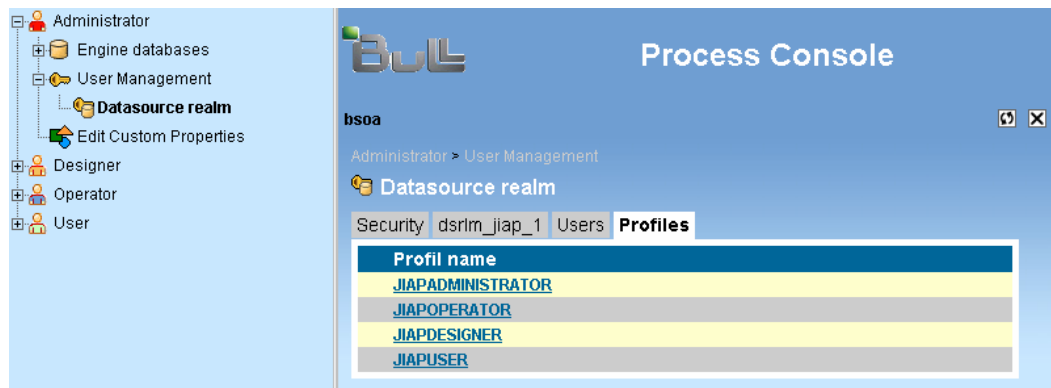 Administrator
Engine databases
User Management
Datasource realm
Edit Custom Properties
Designer
Operator
User
Bull
Process Console
bsoa
Administrator > User Management
Datasource realm
Security dsrlm_jiap_1 Users Profiles
Profil name
JIAPADMINISTRATOR
JIAPOPERATOR
JIAPDESIGNER
JIAPUSER